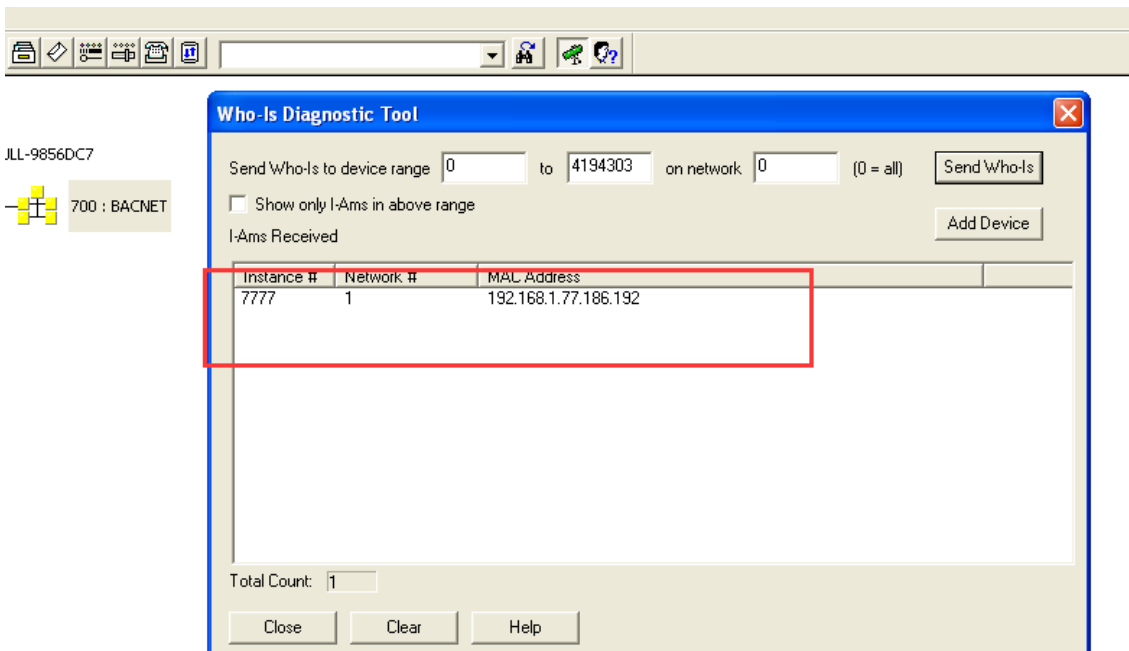 Who-Is Diagnostic Tool
JLL-9856DC7
700 : BACNET
Send Who-Is to device range 0 to 4194303 on network 0 (0 = all) Send Who-Is
Show only I-Ams in above range
Add Device
I-Ams Received
Instance # Network # MAC Address
7777 1 192.168.1.77.186.192
Total Count: 1
Close Clear Help